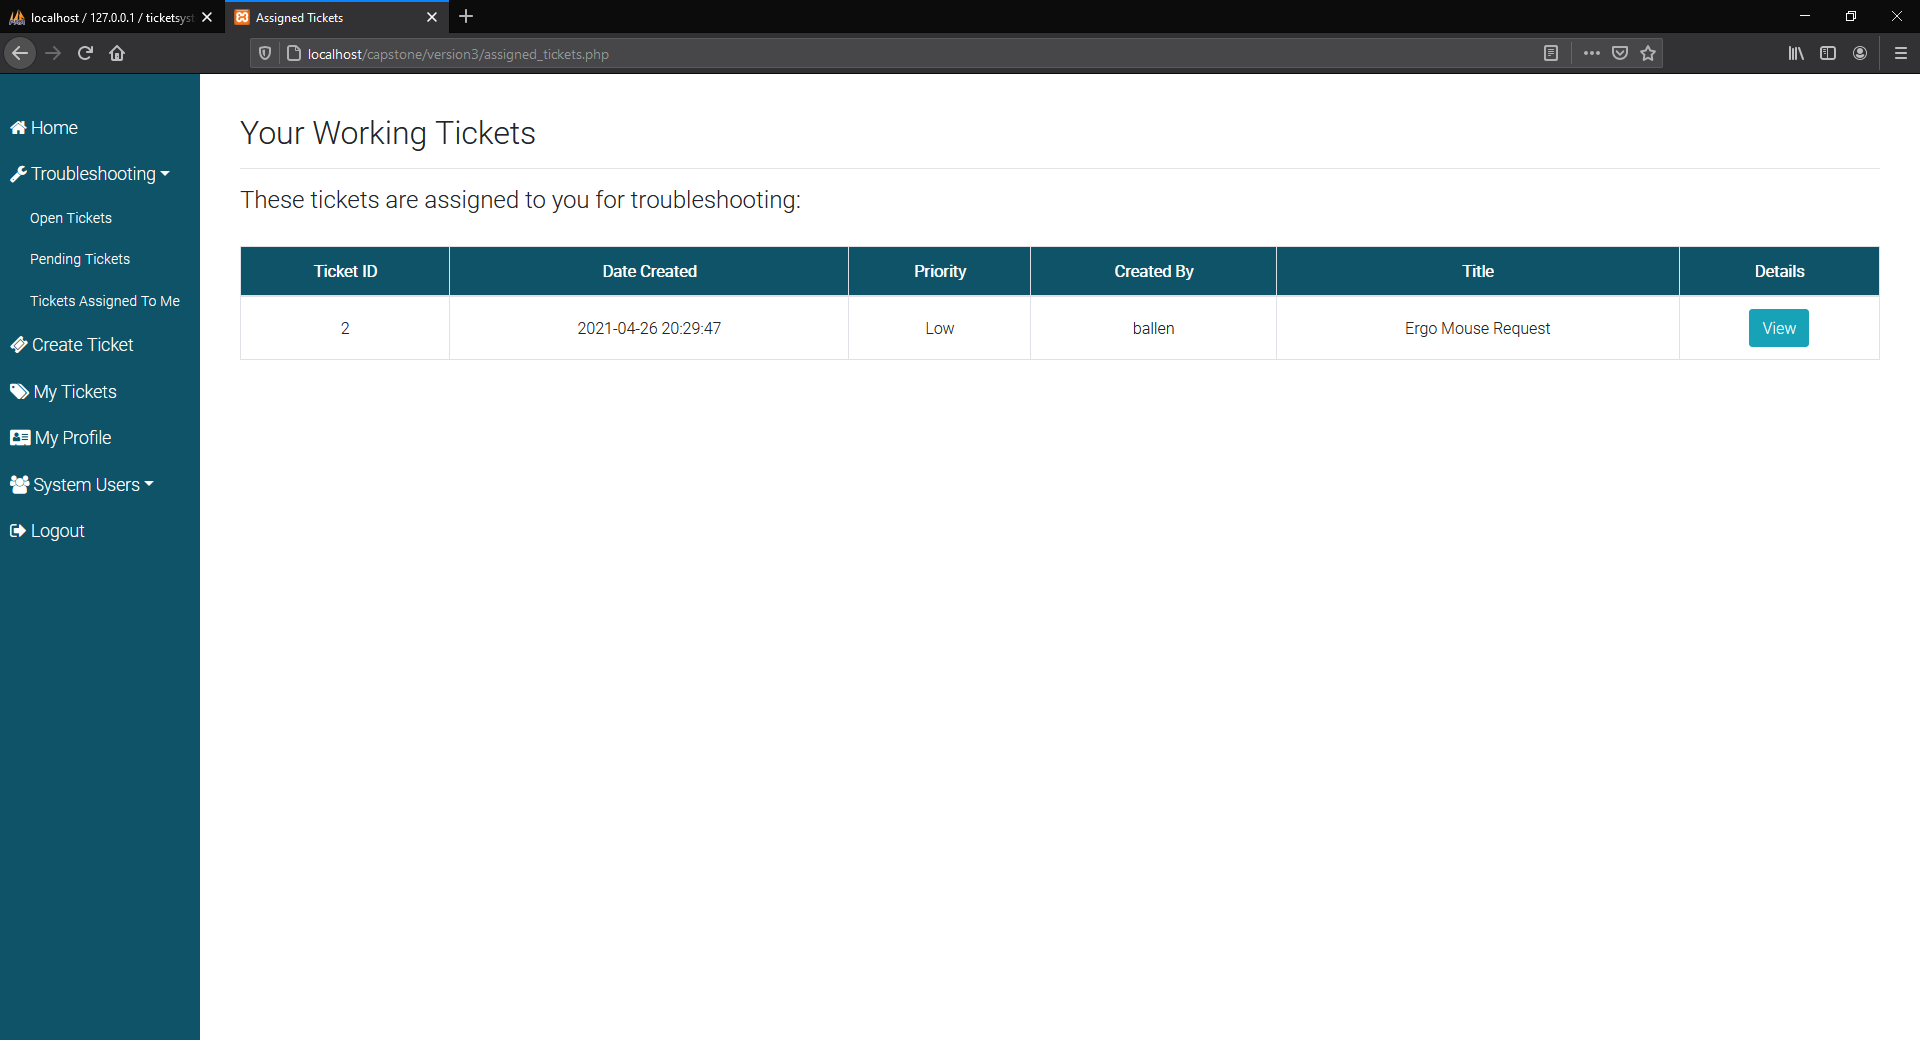 localhost / 127.0.0.1 / ticketsyst
Assigned Tickets
localhost/capstone/version3/assigned_tickets.php
Home
Troubleshooting
Open Tickets
Pending Tickets
Tickets Assigned To Me
Create Ticket
My Tickets
My Profile
System Users
Logout
Your Working Tickets
These tickets are assigned to you for troubleshooting:
Ticket ID Date Created Priority Created By Title Details
2 2021-04-26 20:29:47 Low ballen Ergo Mouse Request View